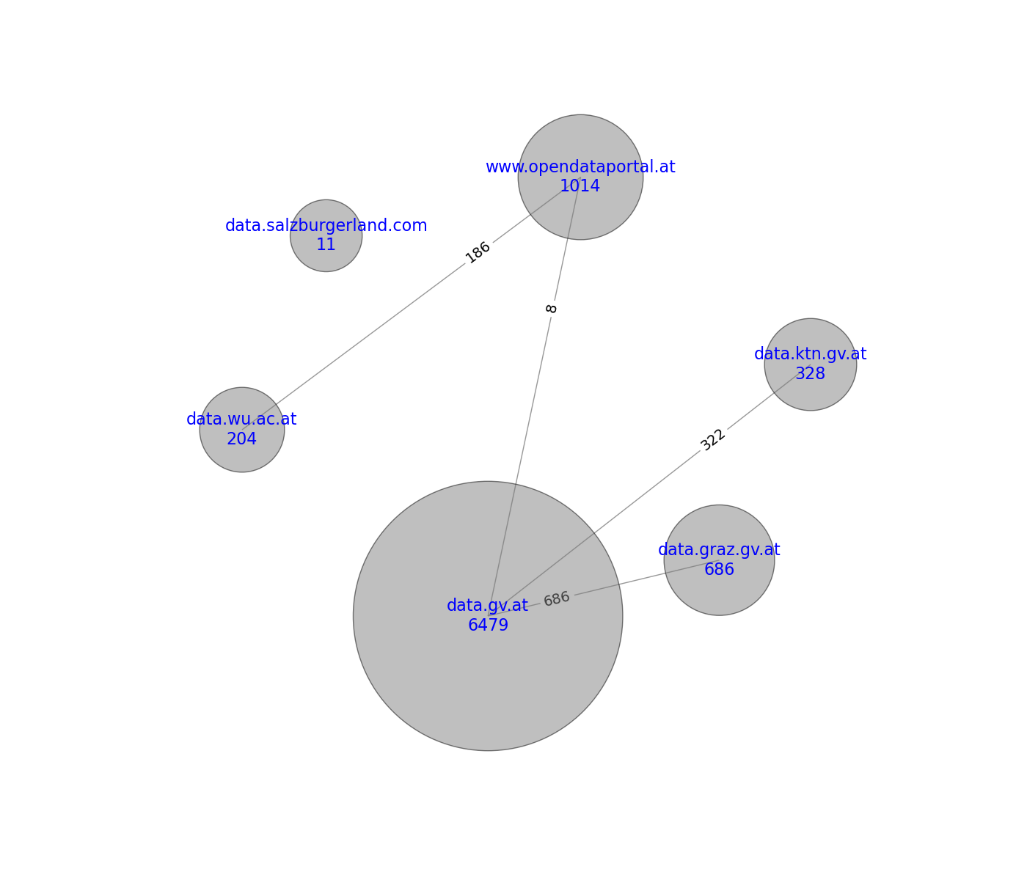 www.opendataportal.at
1014
data.salzburgerland.com
11
186
8
data.ktn.gv.at
328
data.wu.ac.at
204
322
data.graz.gv.at
686
686
data.gv.at
6479